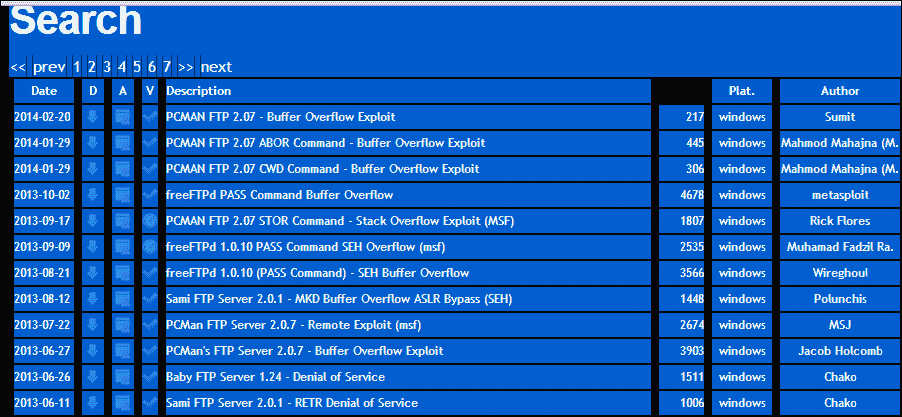 Search
<< prev 1 2 3 4 5 6 7 >> next
Date D A V Description Plat. Author
2014-02-20 PCMAN FTP 2.07 - Buffer Overflow Exploit 217 windows Sumit
2014-01-29 PCMAN FTP 2.07 ABOR Command - Buffer Overflow Exploit 445 windows Mahmod Mahajna (M.
2014-01-29 PCMAN FTP 2.07 CWD Command - Buffer Overflow Exploit 306 windows Mahmod Mahajna (M.
2013-10-02 freeFTPd PASS Command Buffer Overflow 4678 windows metasploit
2013-09-17 PCMAN FTP 2.07 STOR Command - Stack Overflow Exploit (MSF) 1807 windows Rick Flores
2013-09-09 freeFTPd 1.0.10 PASS Command SEH Overflow (msf) 2535 windows Muhamad Fadzil Ra.
2013-08-21 freeFTPd 1.0.10 (PASS Command) - SEH Buffer Overflow 3566 windows Wireghoul
2013-08-12 Sami FTP Server 2.0.1 - MKD Buffer Overflow ASLR Bypass (SEH) 1448 windows Polunchis
2013-07-22 PCMan FTP Server 2.0.7 - Remote Exploit (msf) 2674 windows MSJ
2013-06-27 PCMan's FTP Server 2.0.7 - Buffer Overflow Exploit 3903 windows Jacob Holcomb
2013-06-26 Baby FTP Server 1.24 - Denial of Service 1511 windows Chako
2013-06-11 Sami FTP Server 2.0.1 - RETR Denial of Service 1006 windows Chako